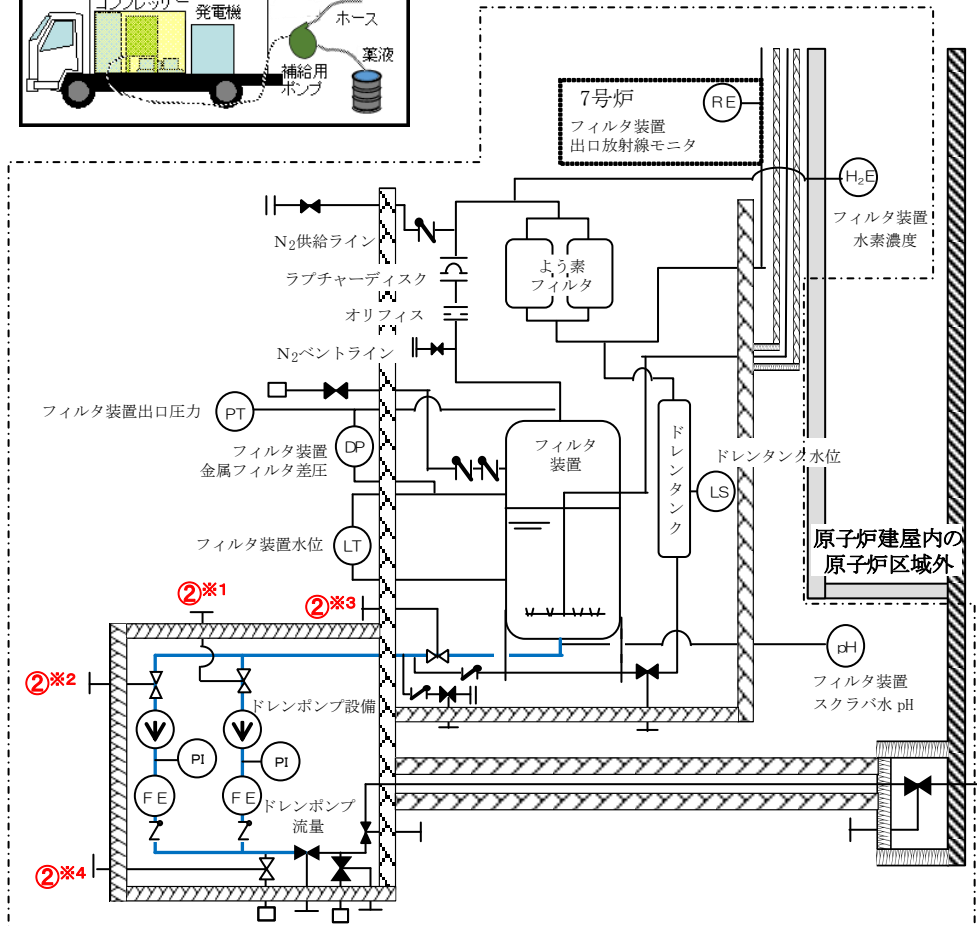 コンプレッサー
発電機
ホース
薬液
補給用
ポンプ
7号炉
フィルタ装置
出口放射線モニタ
RE
H₂E
フィルタ装置
水素濃度
N₂供給ライン
よう素
フィルタ
ラプチャーディスク
オリフィス
N₂ベントライン
フィルタ装置出口圧力
PT
フィルタ装置
金属フィルタ差圧
DP
フィルタ
装置
ドレンタンク
ドレンタンク水位
LS
フィルタ装置水位
LT
原子炉建屋内の
原子炉区域外
②※1
②※3
②※2
pH
フィルタ装置
スクラバ水 pH
ドレンポンプ設備
PI
PI
FE
FE
ドレンポンプ
流量
②※4